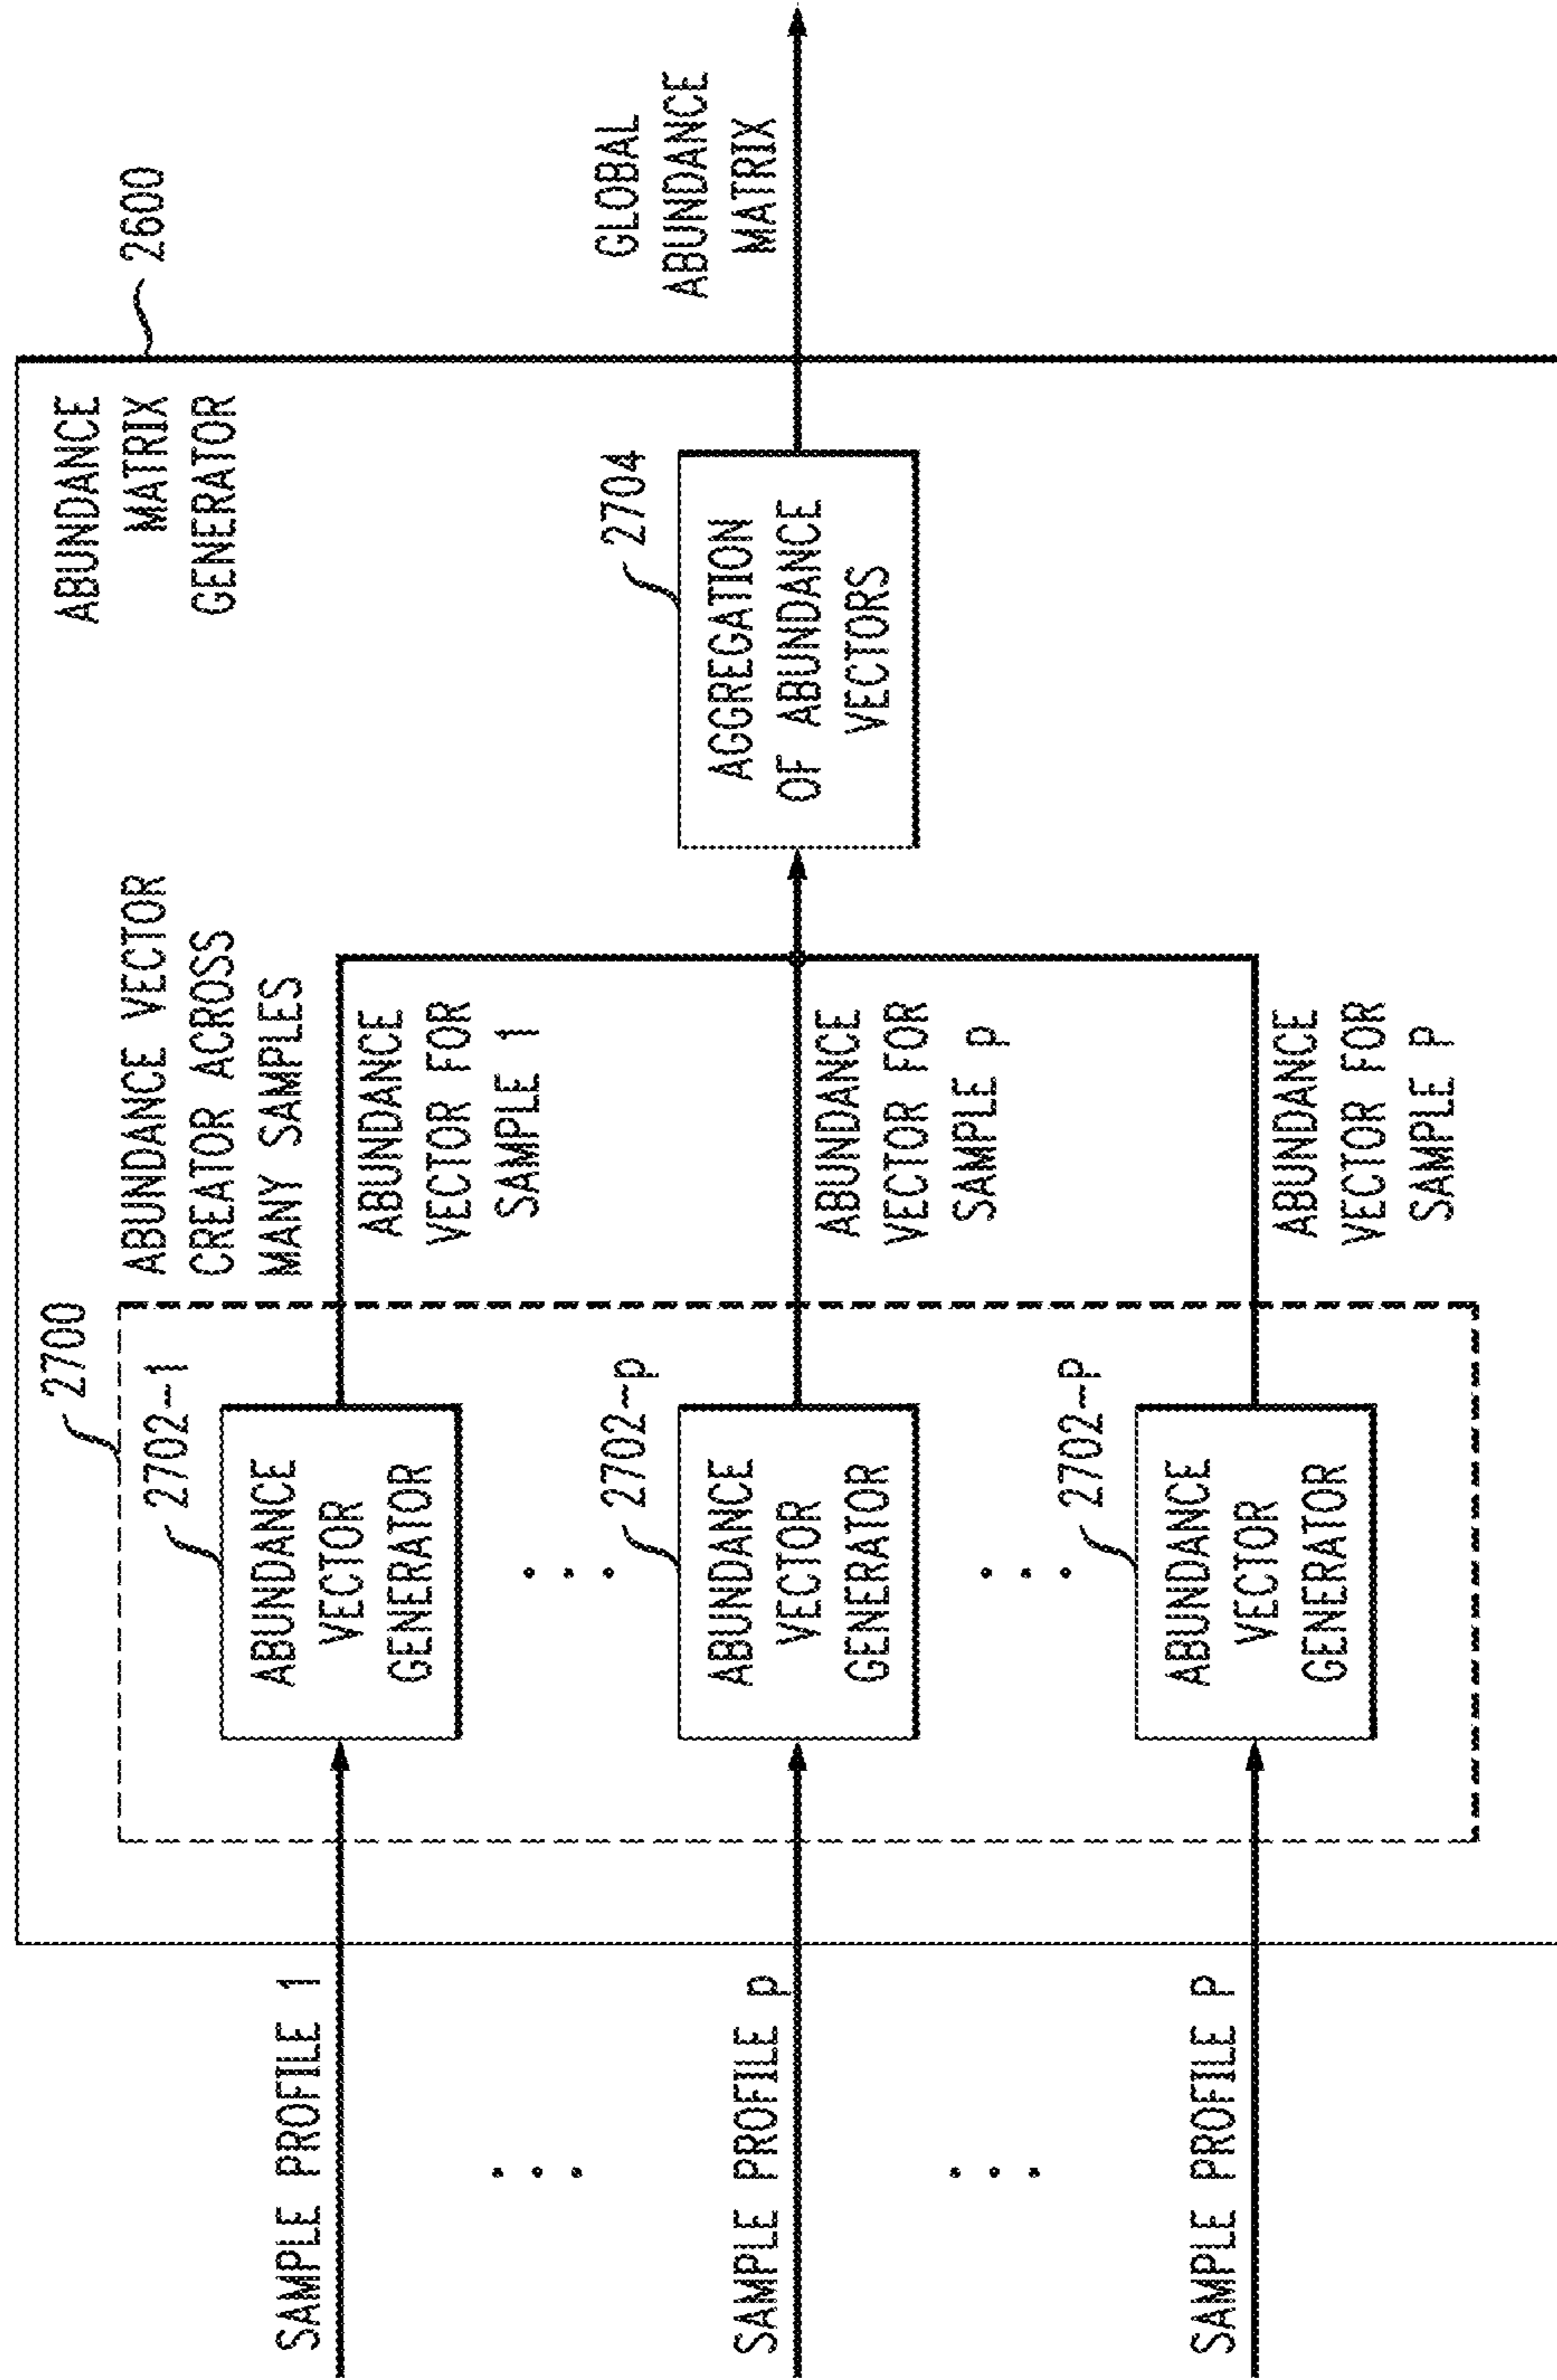 2600
ABUNDANCE
MATRIX
GENERATOR
2700
ABUNDANCE VECTOR
CREATOR ACROSS
MANY SAMPLES
SAMPLE PROFILE 1
2702-1
ABUNDANCE
VECTOR
GENERATOR
ABUNDANCE
VECTOR FOR
SAMPLE 1
SAMPLE PROFILE p
2702-p
ABUNDANCE
VECTOR
GENERATOR
ABUNDANCE
VECTOR FOR
SAMPLE p
2704
AGGREGATION
OF ABUNDANCE
VECTORS
GLOBAL
ABUNDANCE
MATRIX
SAMPLE PROFILE P
2702-P
ABUNDANCE
VECTOR
GENERATOR
ABUNDANCE
VECTOR FOR
SAMPLE P